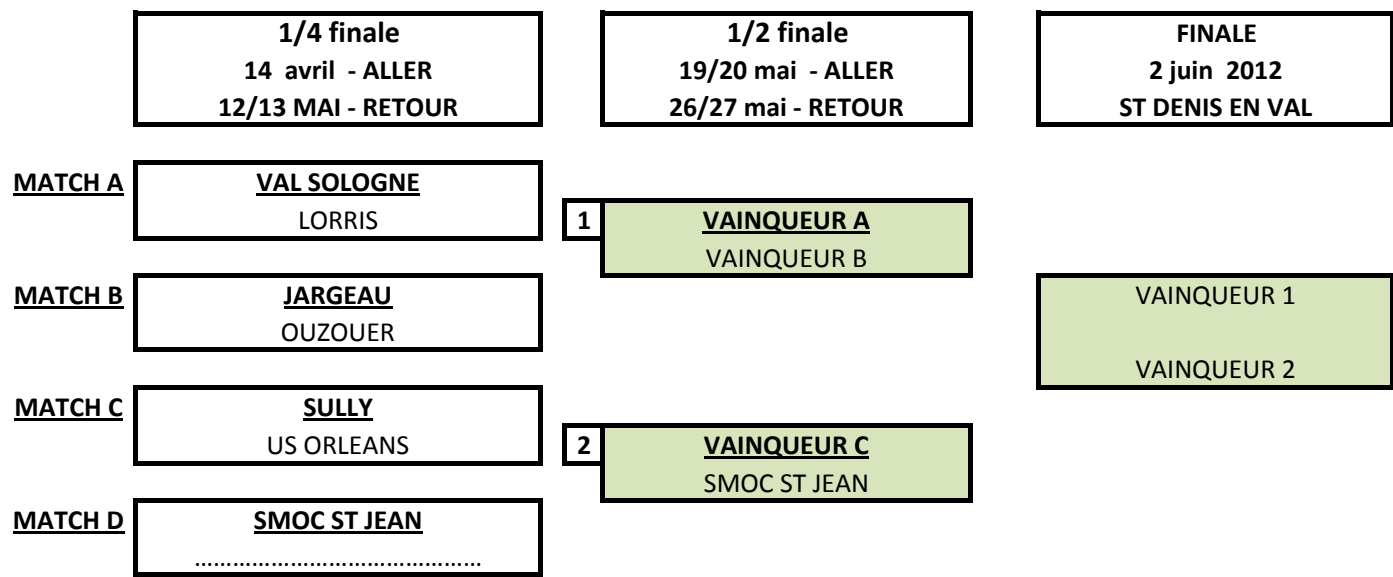 1/4 finale
14 avril - ALLER
12/13 MAI - RETOUR
1/2 finale
19/20 mai - ALLER
26/27 mai - RETOUR
FINALE
2 juin 2012
ST DENIS EN VAL
MATCH A
VAL SOLOGNE
LORRIS
1
VAINQUEUR A
VAINQUEUR B
MATCH B
JARGEAU
OUZOUER
VAINQUEUR 1
VAINQUEUR 2
MATCH C
SULLY
US ORLEANS
2
VAINQUEUR C
SMOC ST JEAN
MATCH D
SMOC ST JEAN
……………………………………